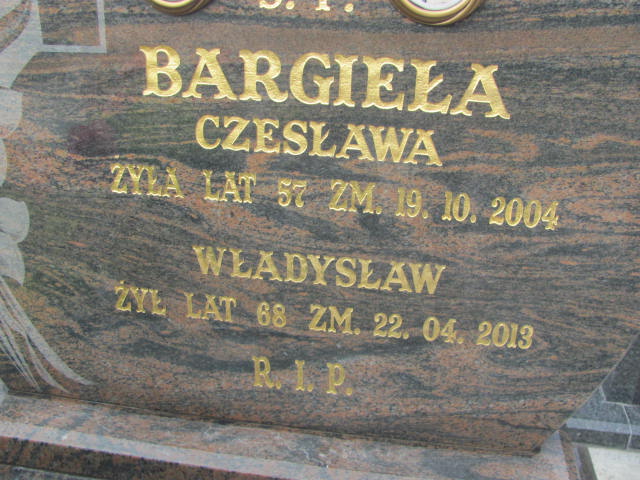 Ś. P.
BARGIEŁA
CZESŁAWA
ŻYŁA LAT 57 ZM. 19. 10. 2004
WŁADYSŁAW
ŻYŁ LAT 68 ZM. 22. 04. 2013
R. I. P.